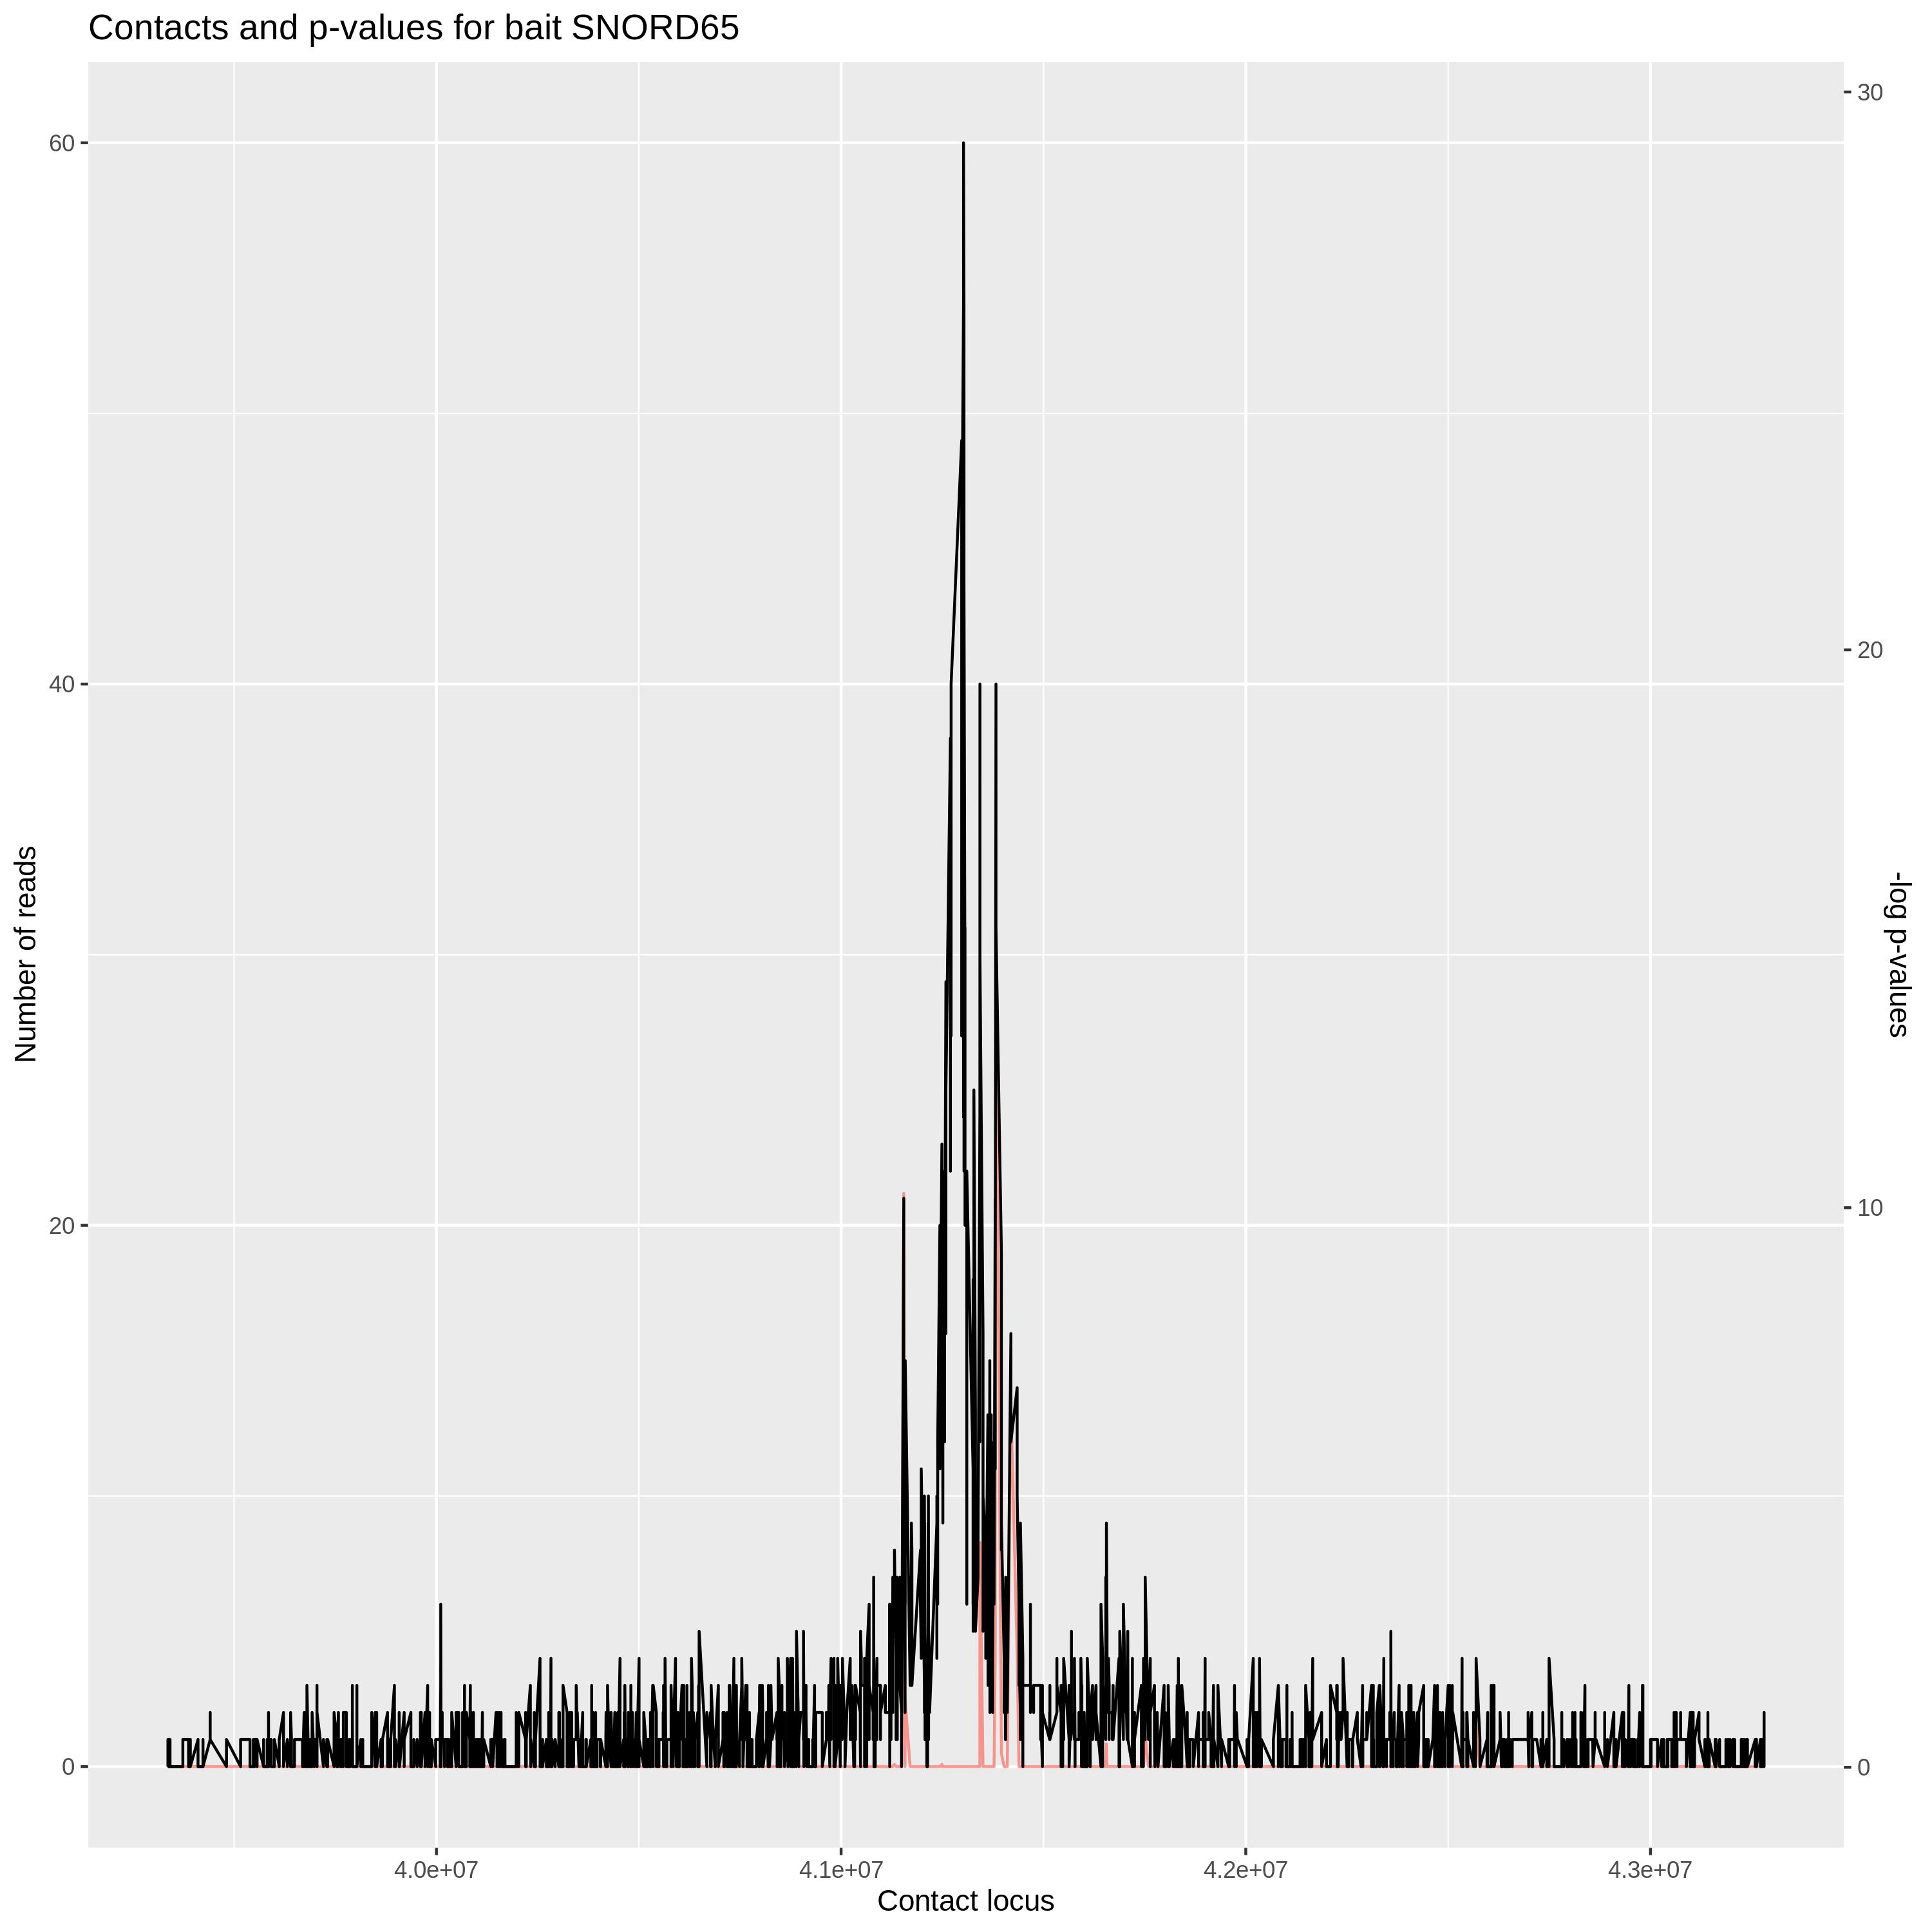 Contacts and p-values for bait SNORD65
60
40
20
0
Number of reads
30
20
10
0
-log p-values
4.0e+07
4.1e+07
4.2e+07
4.3e+07
Contact locus